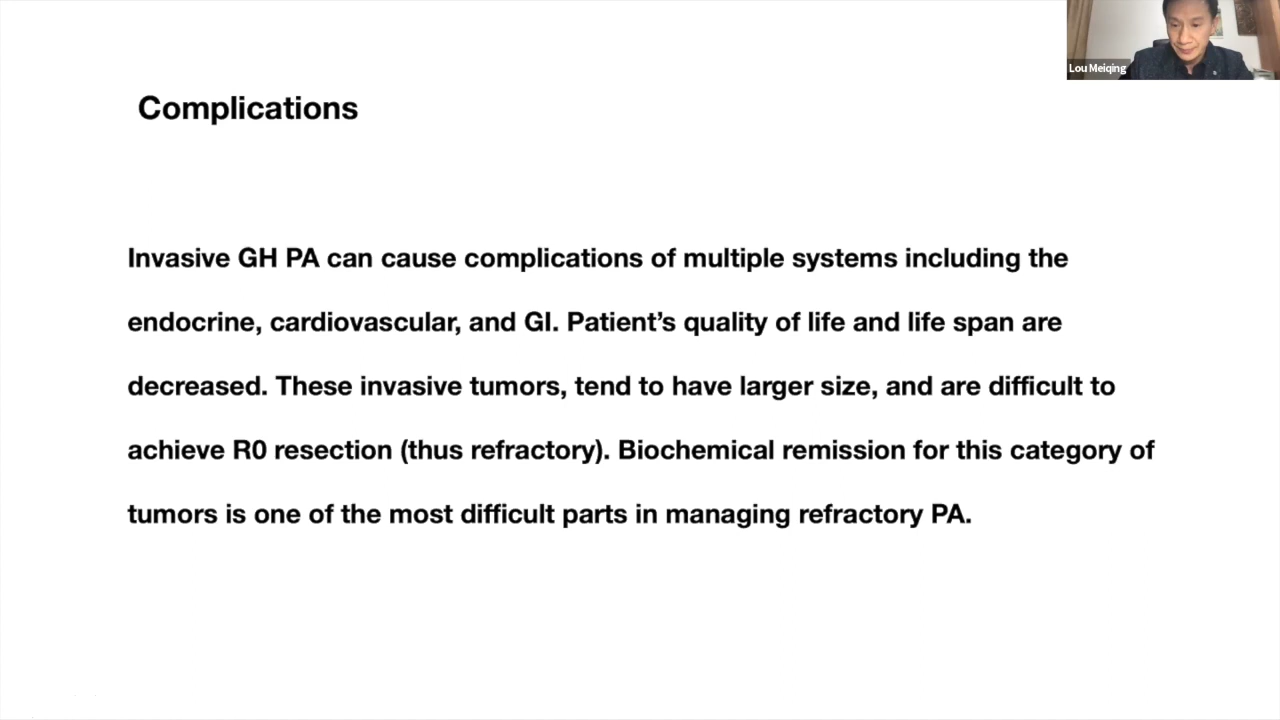 Lou Meiqing
Complications
Invasive GH PA can cause complications of multiple systems including the
endocrine, cardiovascular, and GI. Patient’s quality of life and life span are
decreased. These invasive tumors, tend to have larger size, and are difficult to
achieve R0 resection (thus refractory). Biochemical remission for this category of
tumors is one of the most difficult parts in managing refractory PA.